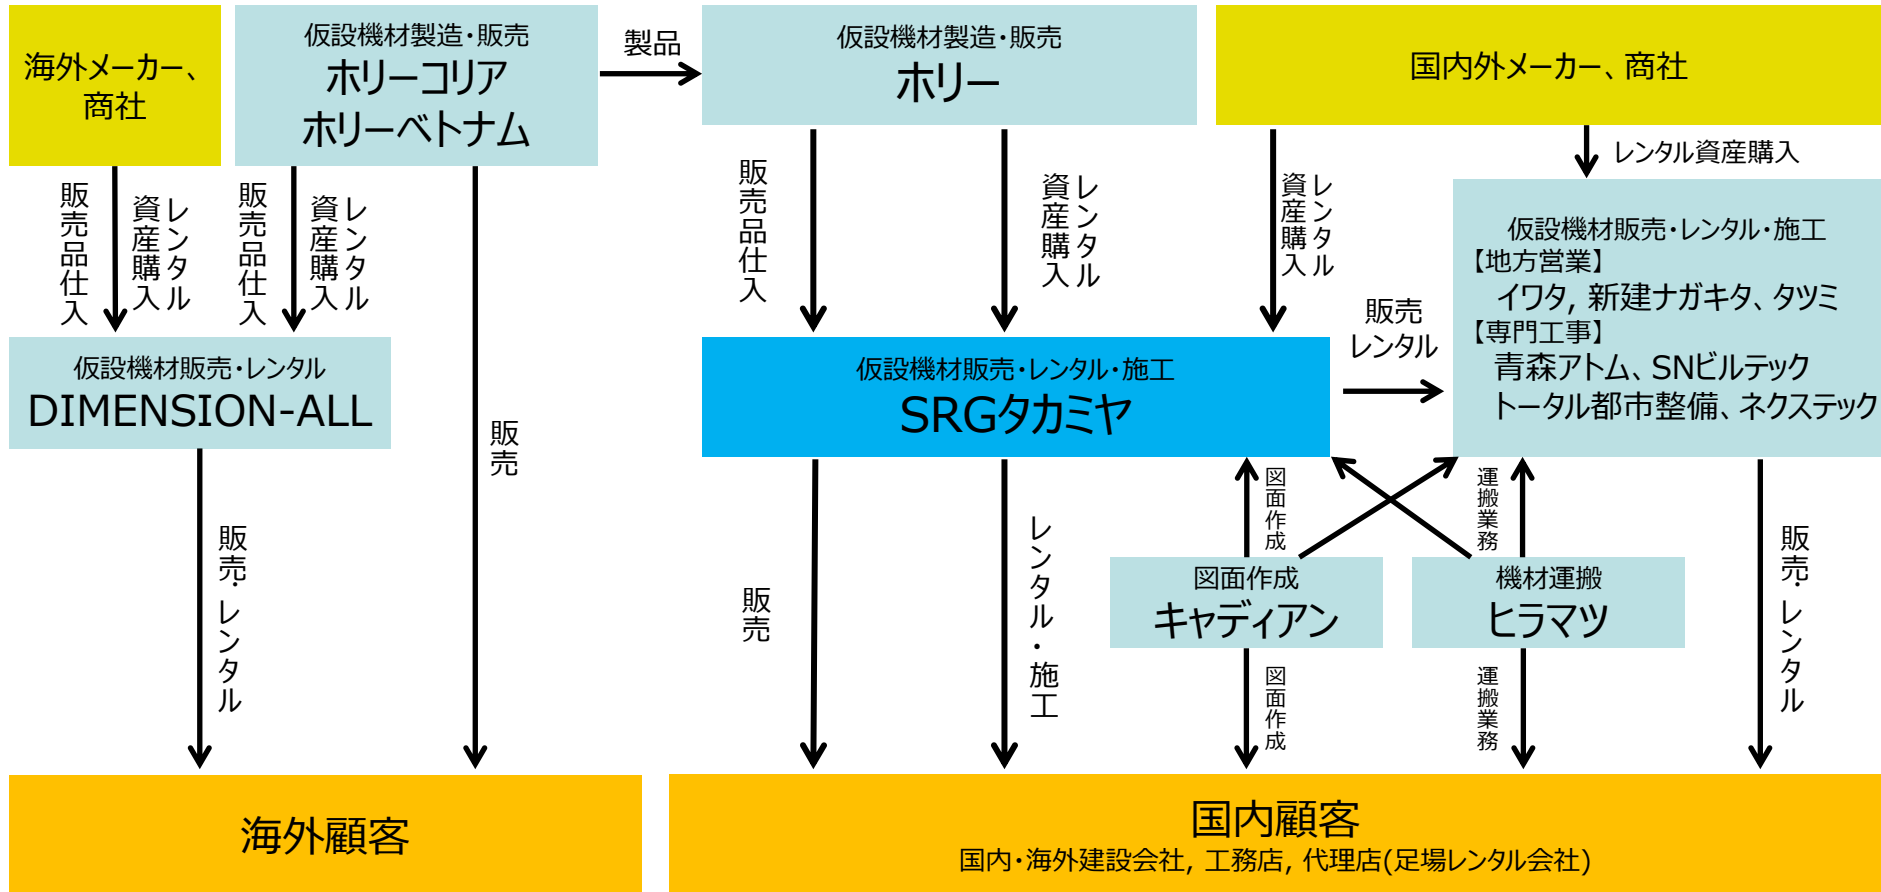 海外メーカー、
商社
仮設機材製造・販売
ホリーコリア
ホリーベトナム
製品
仮設機材製造・販売
ホリー
国内外メーカー、商社
レンタル資産購入
販売品仕入
レンタル
資産購入
販売品仕入
レンタル
資産購入
販売品仕入
レンタル
資産購入
レンタル
資産購入
仮設機材販売・レンタル・施工
【地方営業】
イワタ, 新建ナガキタ、タツミ
【専門工事】
青森アトム、SNビルテック
トータル都市整備、ネクステック
販売
レンタル
仮設機材販売・レンタル
DIMENSION-ALL
仮設機材販売・レンタル・施工
SRGタカミヤ
販売
図面作成
運搬業務
販売・レンタル
販売
レンタル・施工
図面作成
キャディアン
機材運搬
ヒラマツ
販売・レンタル
図面作成
運搬業務
海外顧客
国内顧客
国内・海外建設会社, 工務店, 代理店(足場レンタル会社)